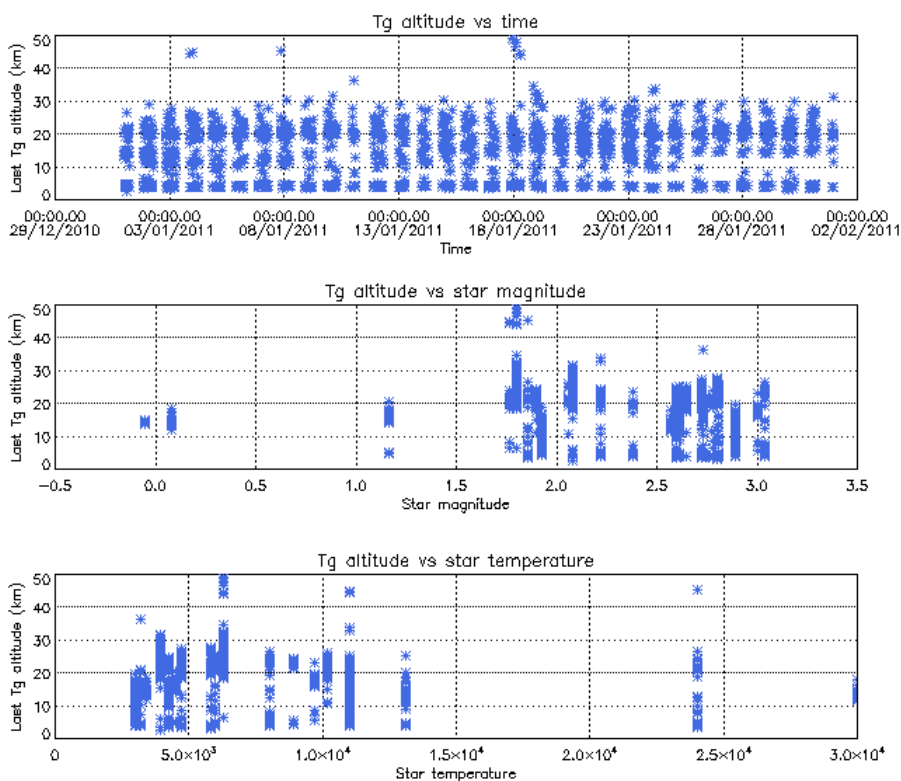 Tg altitude vs time
Last Tg altitude (km)
50
40
30
20
10
0
00:00.00 00:00.00 00:00.00 00:00.00 00:00.00 00:00.00 00:00.00 00:00.00
29/12/2010 03/01/2011 08/01/2011 13/01/2011 18/01/2011 23/01/2011 28/01/2011 02/02/2011
Time
Tg altitude vs star magnitude
Last Tg altitude (km)
50
40
30
20
10
0
-0.5 0.0 0.5 1.0 1.5 2.0 2.5 3.0 3.5
Star magnitude
Tg altitude vs star temperature
Last Tg altitude (km)
50
40
30
20
10
0
0 5.0×10³ 1.0×10⁴ 1.5×10⁴ 2.0×10⁴ 2.5×10⁴ 3.0×10⁴
Star temperature